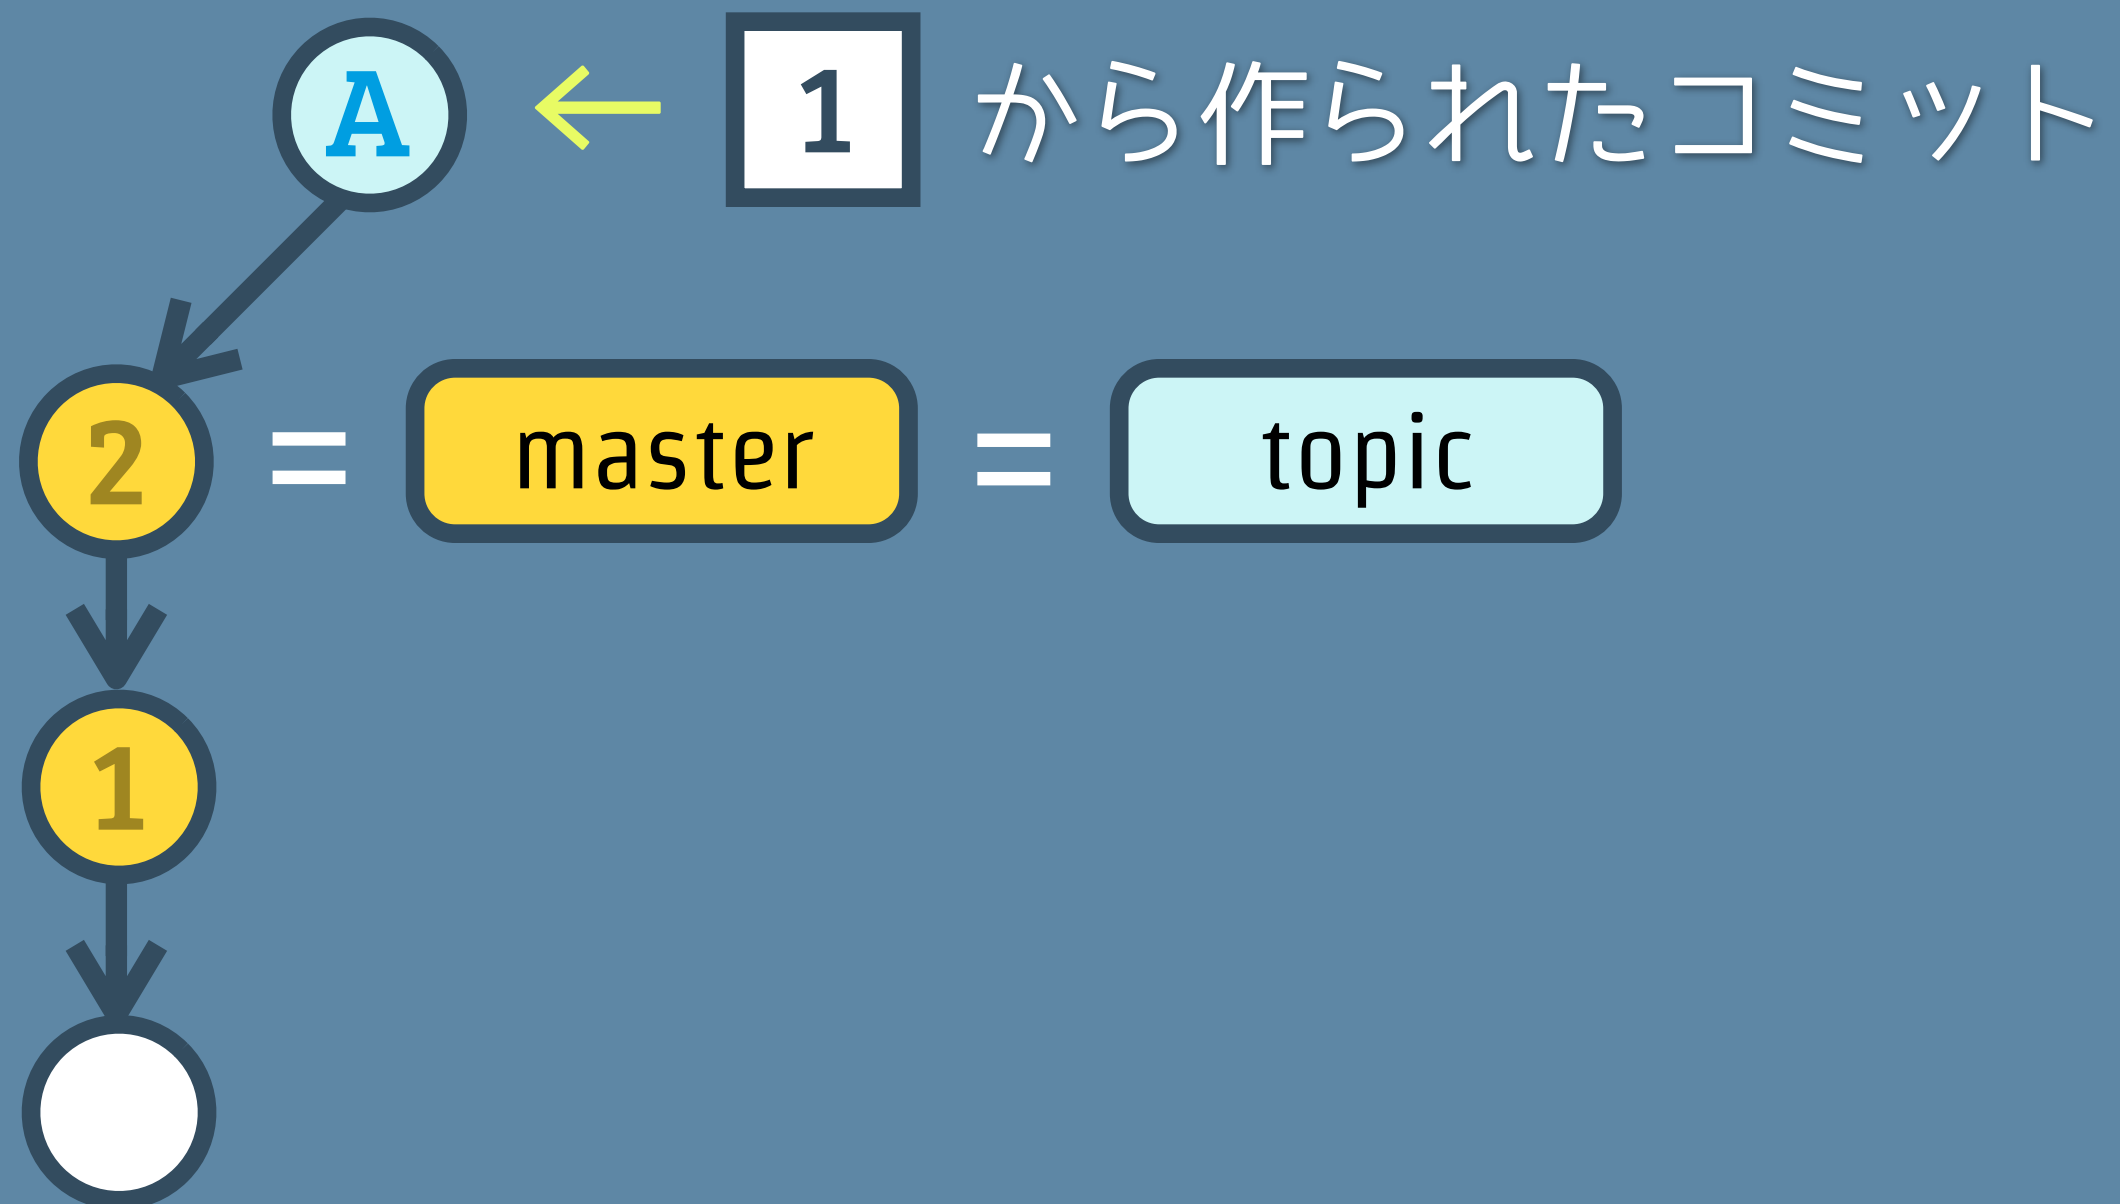 A ← 1 から作られたコミット
2 = master = topic
1